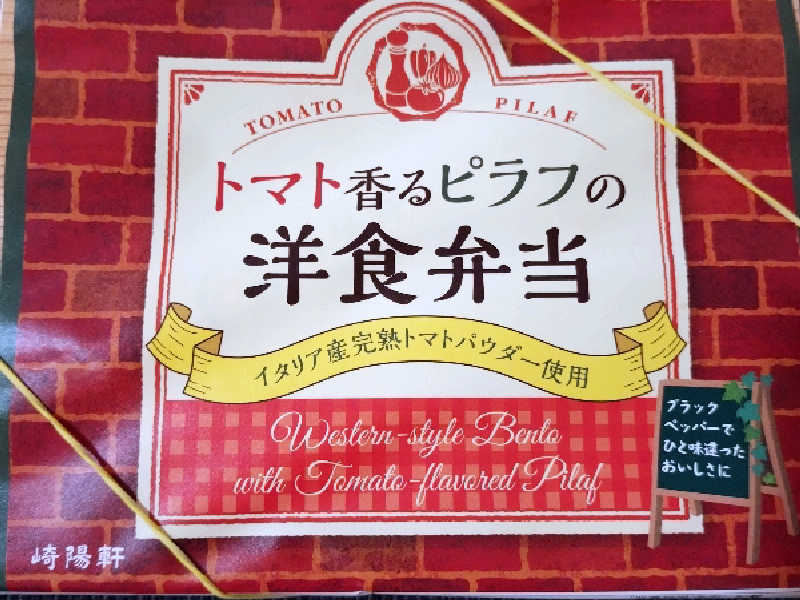 TOMATO PILAF
トマト香るピラフの
洋食弁当
イタリア産完熟トマトパウダー使用
Western-style Bento
with Tomato-flavored Pilaf
ブラック
ペッパーで
ひと味違った
おいしさに
崎陽軒